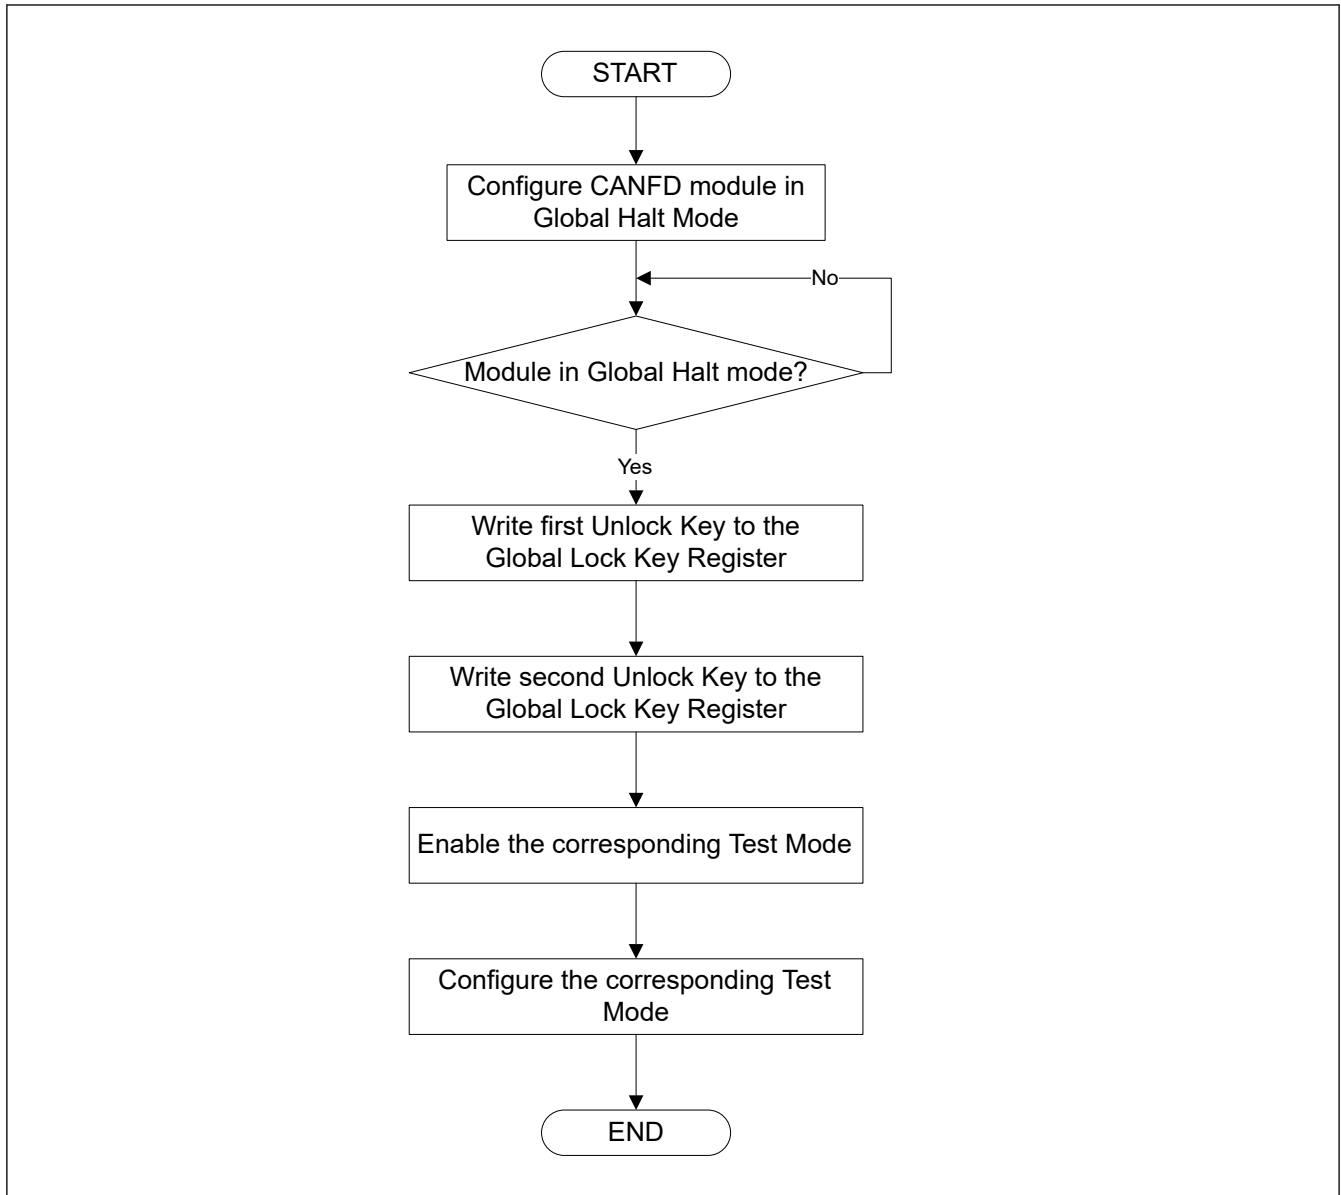 START
Configure CANFD module in
Global Halt Mode
No
Module in Global Halt mode?
Yes
Write first Unlock Key to the
Global Lock Key Register
Write second Unlock Key to the
Global Lock Key Register
Enable the corresponding Test Mode
Configure the corresponding Test
Mode
END